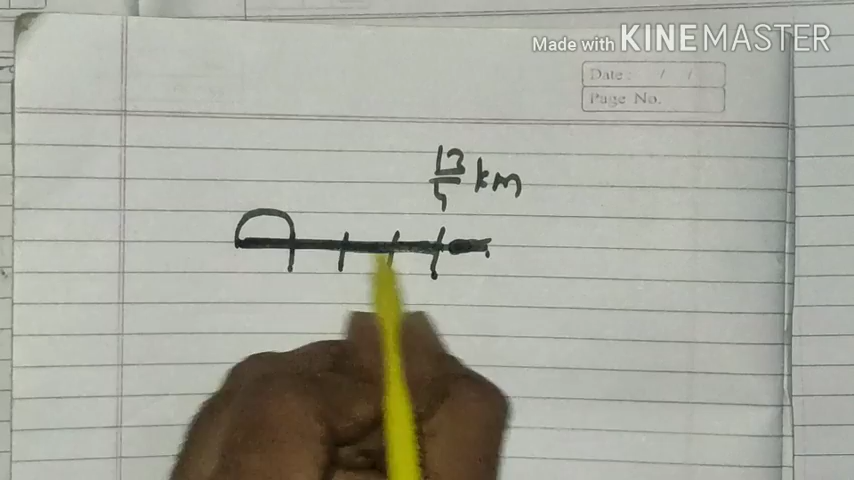 Made with KINEMASTER
Date: / /
Page No.
13
5 km